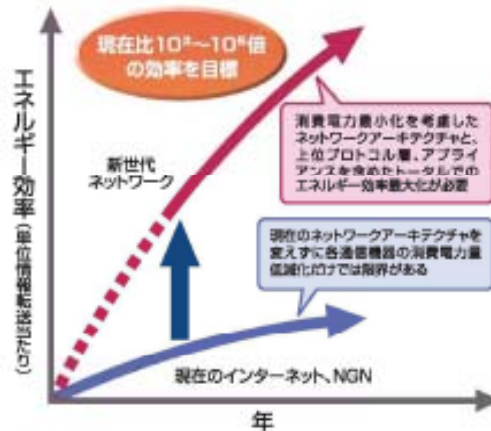 現在比10³～10⁶倍
の効率を目標
エネルギー効率(単位情報転送当たり)
新世代
ネットワーク
消費電力最小化を考慮した
ネットワークアーキテクチャと、
上位プロトコル層、アプライ
アンスを含めたトータルでの
エネルギー効率最大化が必要
現在のネットワークアーキテクチャを
変えずに各通信機器の消費電力量
低減化だけでは限界がある
現在のインターネット、NGN
年